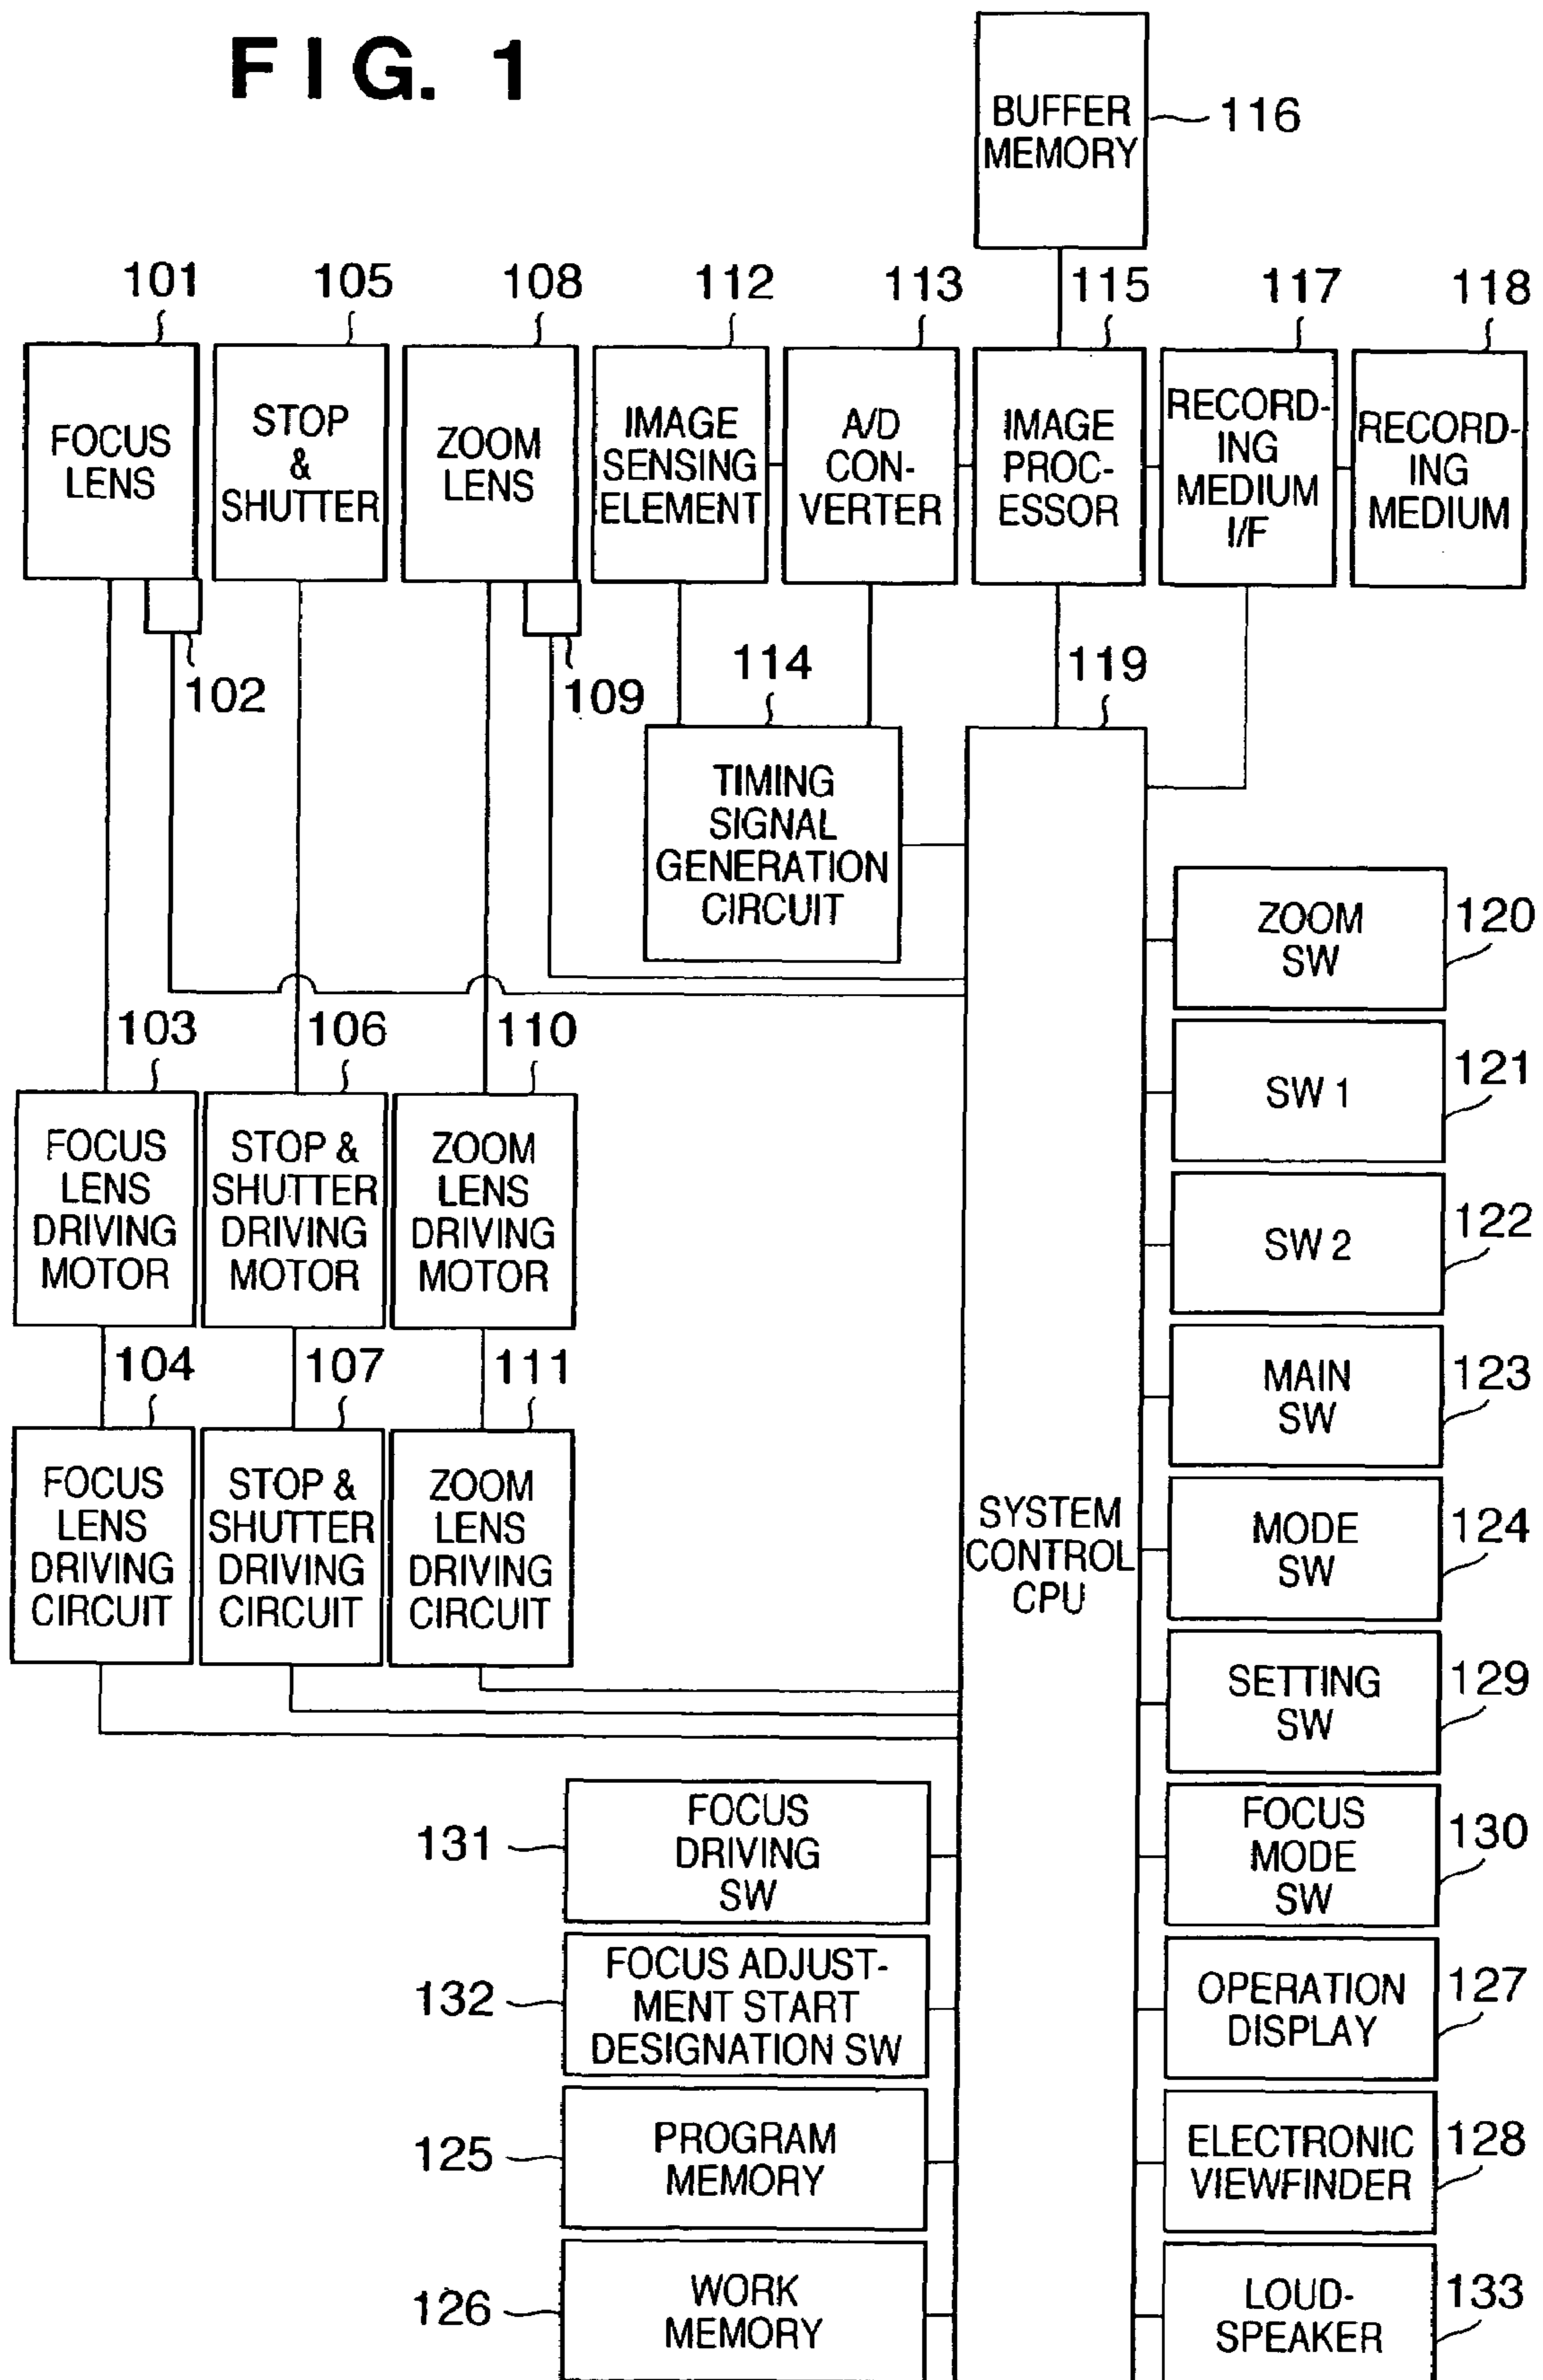 FIG. 1
BUFFER
MEMORY
116
101
105
108
112
113
115
117
118
FOCUS
LENS
STOP
&
SHUTTER
ZOOM
LENS
IMAGE
SENSING
ELEMENT
A/D
CON-
VERTER
IMAGE
PROC-
ESSOR
RECORD-
ING
MEDIUM
I/F
RECORD-
ING
MEDIUM
102
109
114
119
TIMING
SIGNAL
GENERATION
CIRCUIT
ZOOM
SW
120
103
106
110
SW 1
121
FOCUS
LENS
DRIVING
MOTOR
STOP &
SHUTTER
DRIVING
MOTOR
ZOOM
LENS
DRIVING
MOTOR
SW 2
122
104
107
111
MAIN
SW
123
FOCUS
LENS
DRIVING
CIRCUIT
STOP &
SHUTTER
DRIVING
CIRCUIT
ZOOM
LENS
DRIVING
CIRCUIT
SYSTEM
CONTROL
CPU
MODE
SW
124
SETTING
SW
129
131
FOCUS
DRIVING
SW
FOCUS
MODE
SW
130
132
FOCUS ADJUST-
MENT START
DESIGNATION SW
OPERATION
DISPLAY
127
125
PROGRAM
MEMORY
ELECTRONIC
VIEWFINDER
128
126
WORK
MEMORY
LOUD-
SPEAKER
133